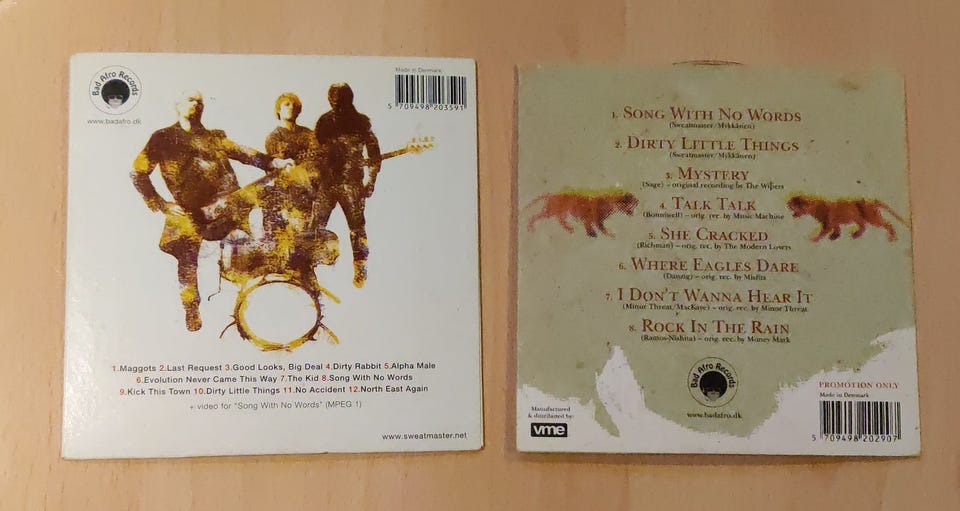 Bad Afro Records
www.badafro.dk
Made in Denmark
5 709498 203591
1.Maggots 2.Last Request 3.Good Looks, Big Deal 4.Dirty Rabbit 5.Alpha Male
6.Evolution Never Came This Way 7.The Kid 8.Song With No Words
9.Kick This Town 10.Dirty Little Things 11.No Accident 12.North East Again
+ video for "Song With No Words" (MPEG 1)
www.sweatmaster.net
1. Song With No Words
(Sweatmaster/Mykkänen)
2. Dirty Little Things
(Sweatmaster/Mykkänen)
3. Mystery
(Sage) – original recording by The Wipers
4. Talk Talk
(Bonniwell) – orig. rec. by Music Machine
5. She Cracked
(Richman) – orig. rec. by The Modern Lovers
6. Where Eagles Dare
(Danzig) – orig. rec. by Misfits
7. I Don't Wanna Hear It
(Minor Threat/MacKaye) – orig. rec. by Minor Threat
8. Rock In The Rain
(Ramos-Nishita) – orig. rec. by Money Mark
Bad Afro Records
www.badafro.dk
Manufactured
& distributed by:
vme
PROMOTION ONLY
Made in Denmark
5 709498 202907